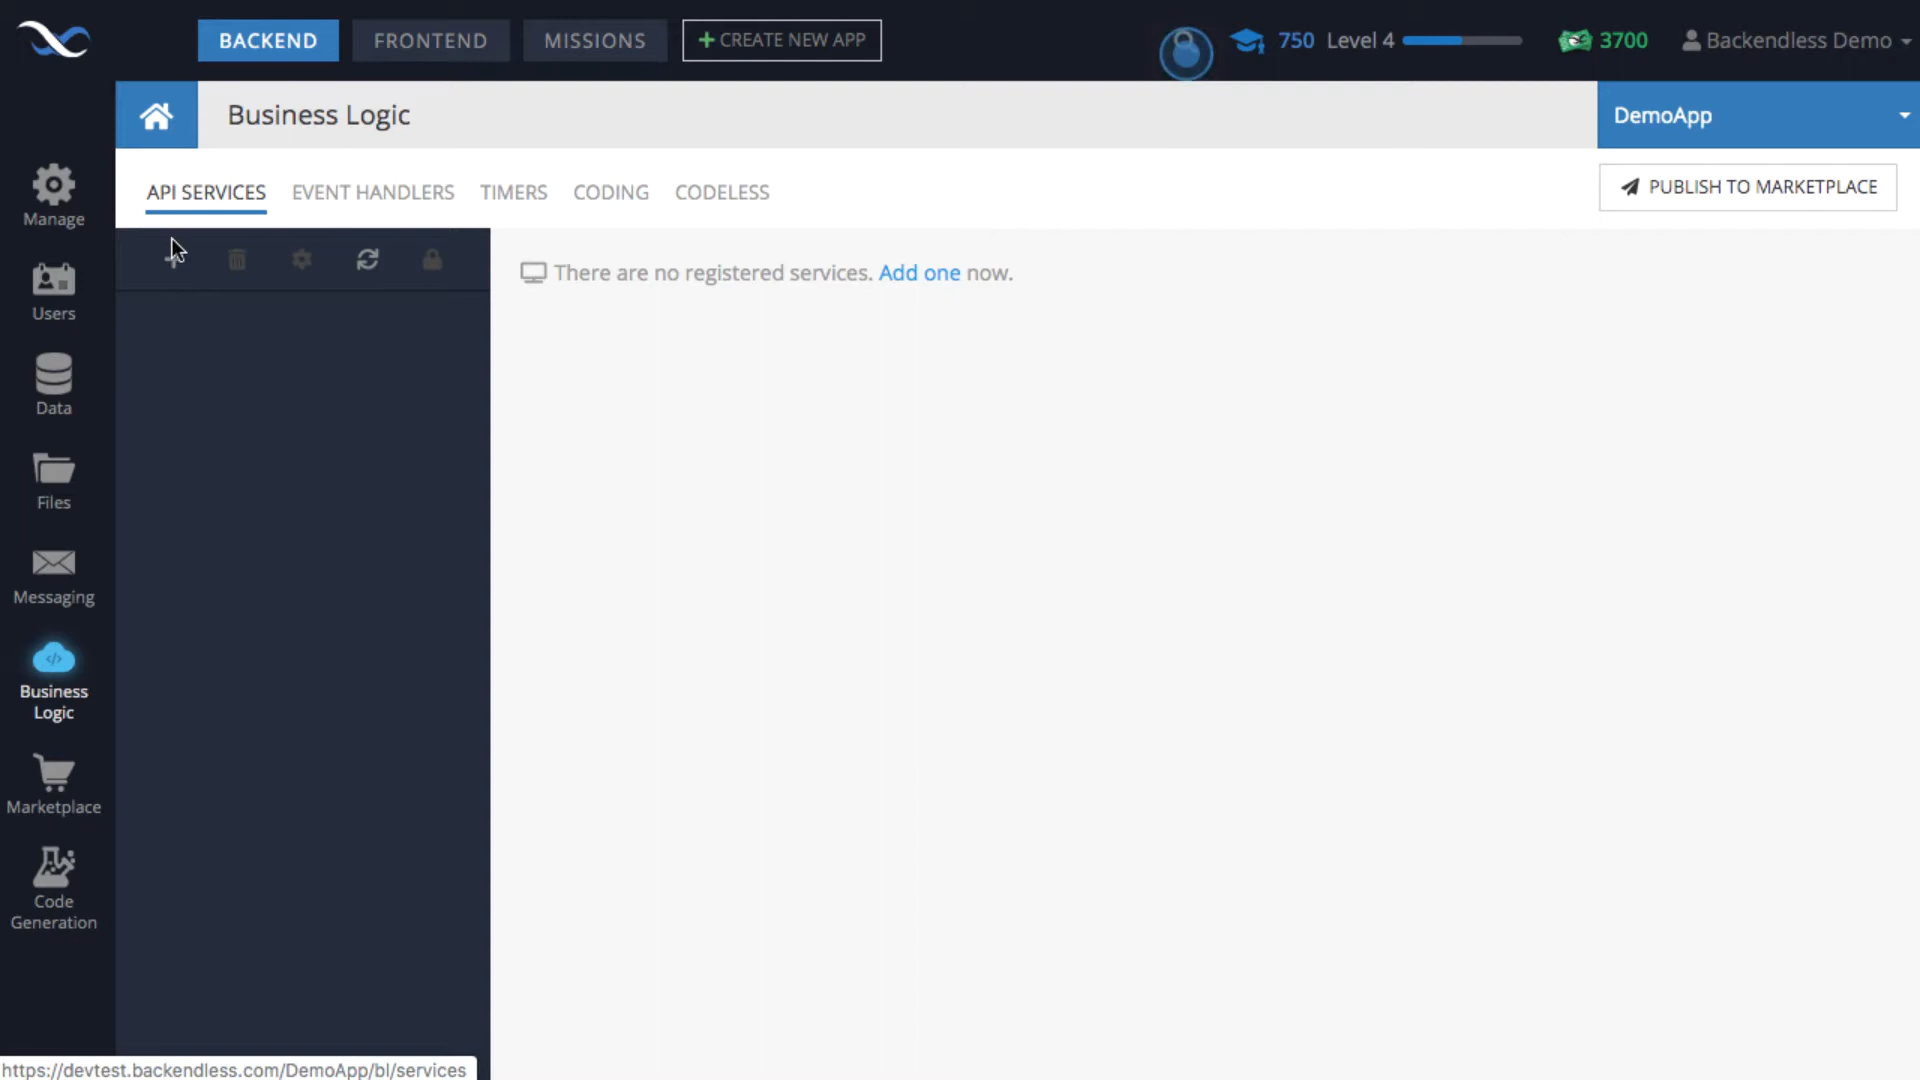 BACKEND FRONTEND MISSIONS + CREATE NEW APP 750 Level 4 3700 Backendless Demo
Business Logic DemoApp
API SERVICES EVENT HANDLERS TIMERS CODING CODELESS PUBLISH TO MARKETPLACE
There are no registered services. Add one now.
Manage
Users
Data
Files
Messaging
Business
Logic
Marketplace
Code
Generation
https://devtest.backendless.com/DemoApp/bl/services